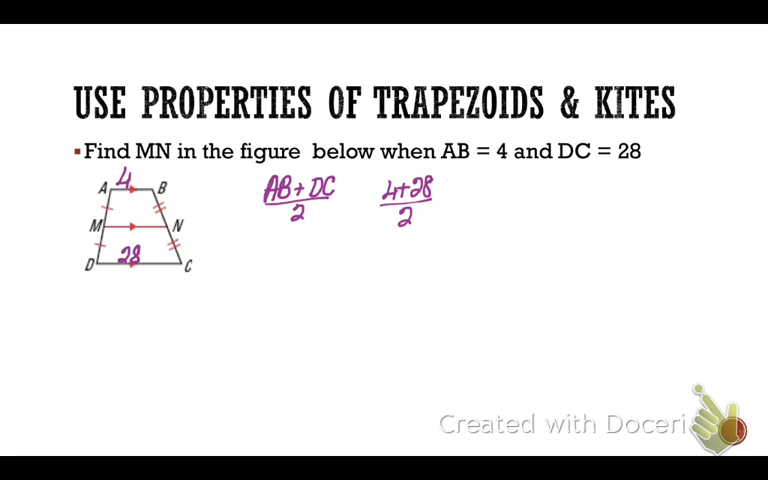 USE PROPERTIES OF TRAPEZOIDS & KITES
▪Find MN in the figure below when AB = 4 and DC = 28
A 4 B
M N
D 28 C
AB+DC
2
4+28
2
Created with Doceri